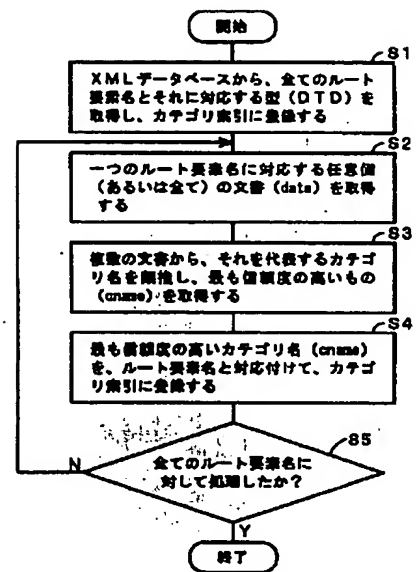 開始
S1
XMLデータベースから、全てのルート
要素名とそれに対応する型(DTD)を
取得し、カテゴリ索引に登録する
S2
一つのルート要素名に対応する任意個
(あるいは全て)の文書(data)を取得
する
S3
複数の文書から、それを代表するカテゴ
リ名を類推し、最も信頼度の高いもの
(cname)を取得する
S4
最も信頼度の高いカテゴリ名(cname)
を、ルート要素名と対応付けて、カテゴ
リ索引に登録する
S5
全てのルート要素名に
対して処理したか?
N
Y
終了